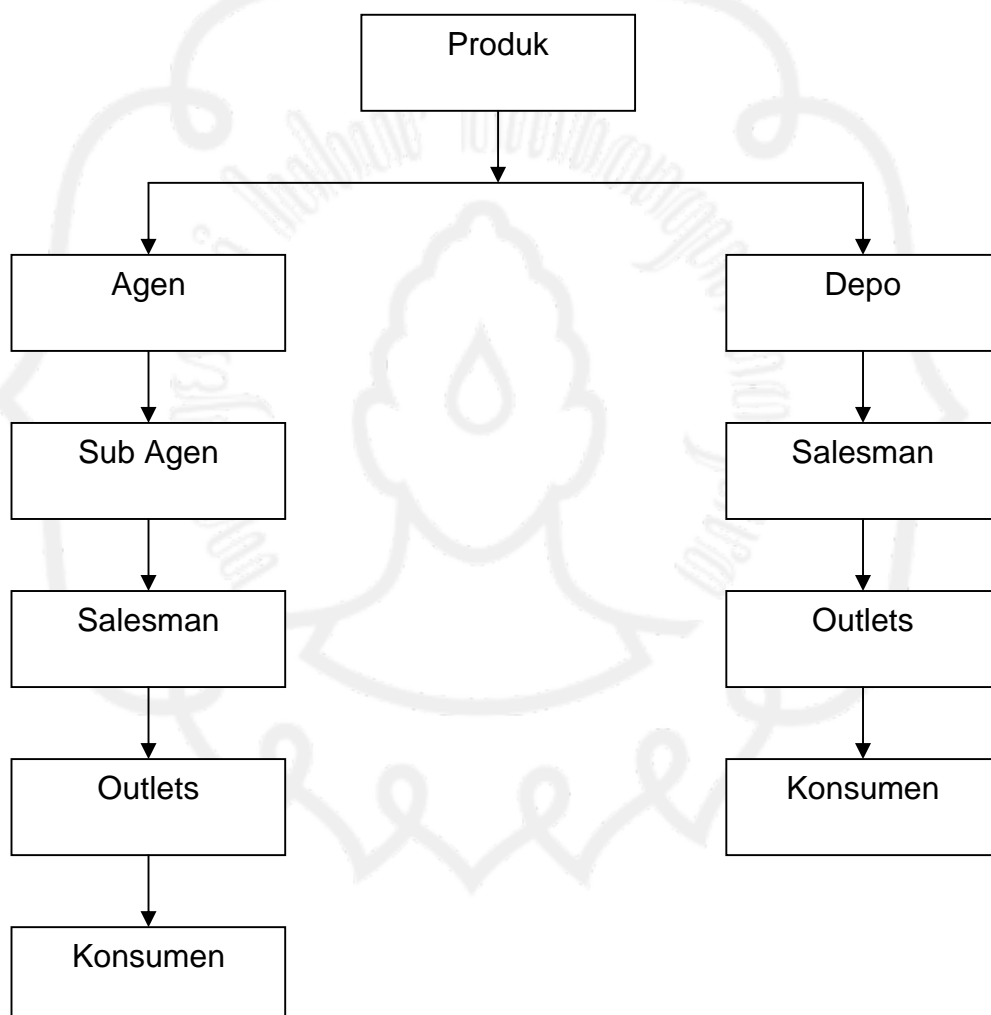 Produk
Agen
Depo
Sub Agen
Salesman
Salesman
Outlets
Outlets
Konsumen
Konsumen